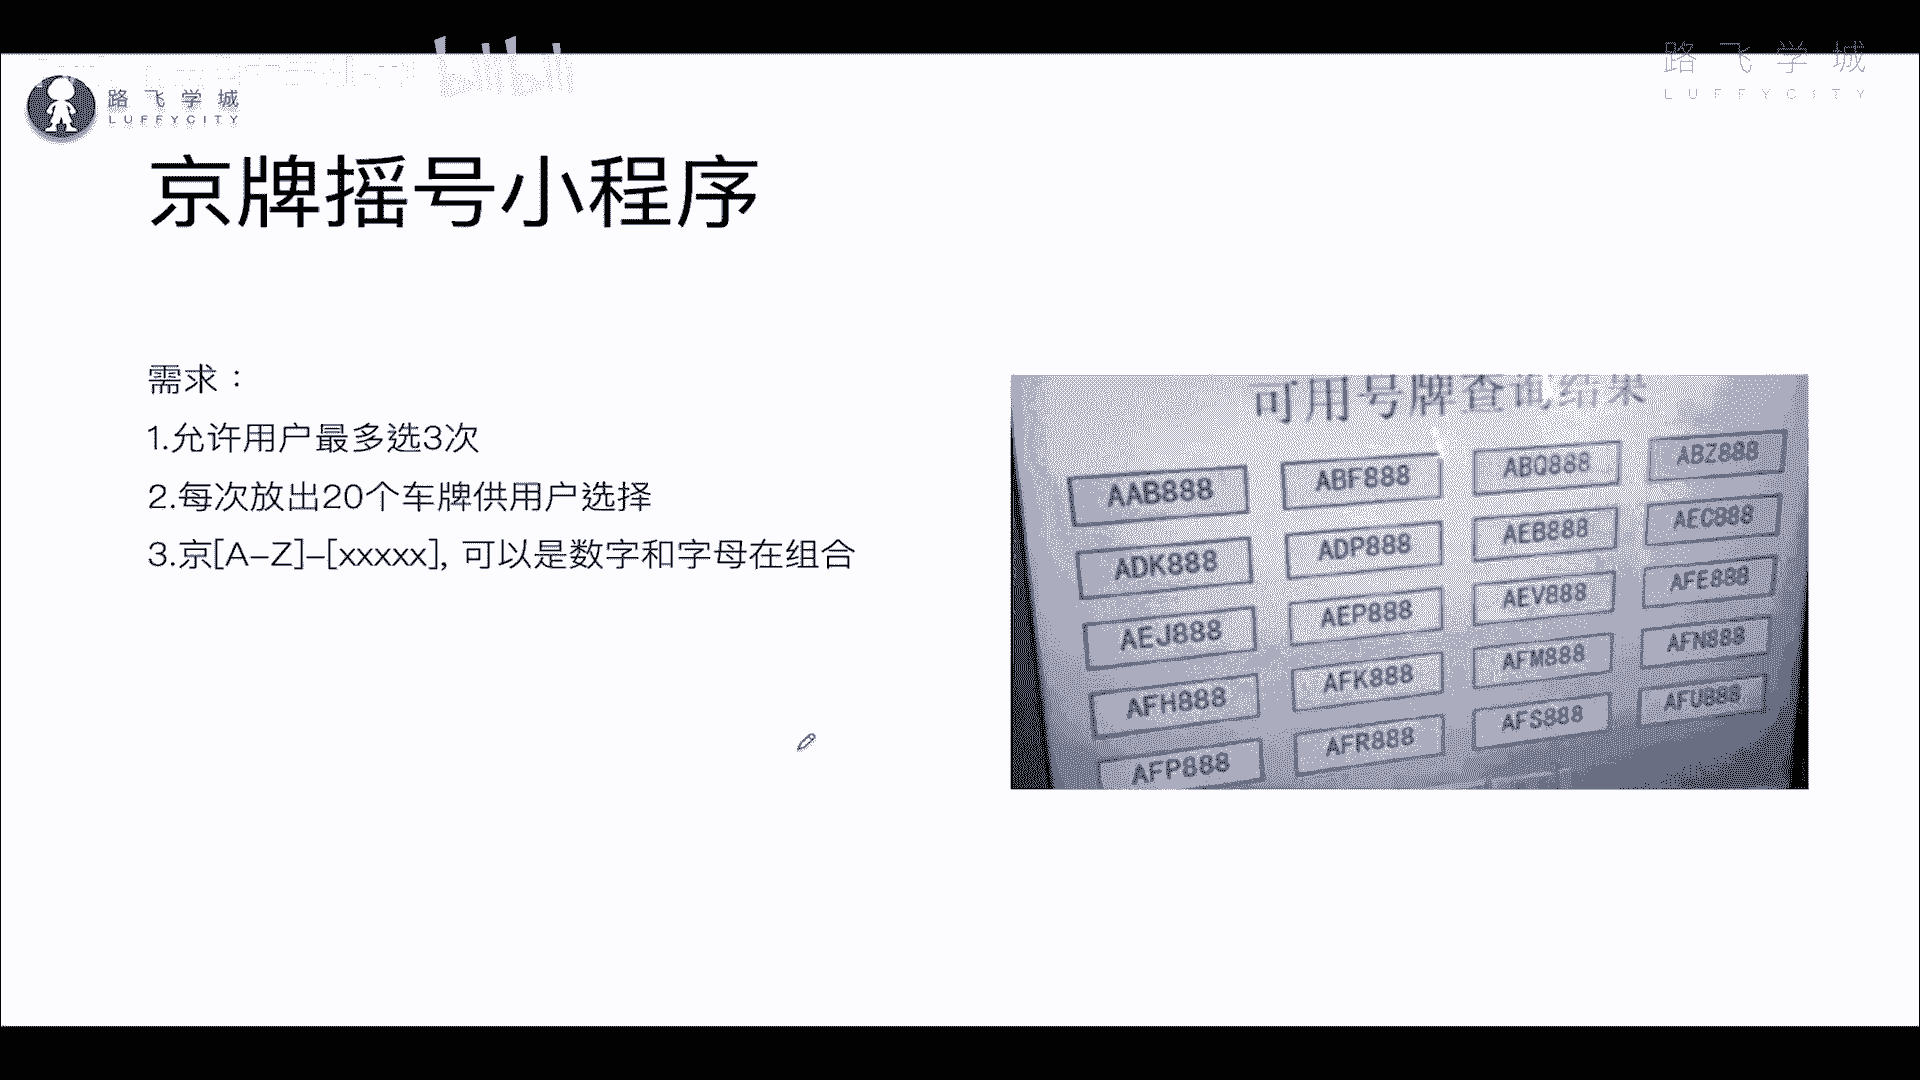 路飞学城
LUFFYCITY
路飞学城
LUFFYCITY
bilibili
京牌摇号小程序
需求：
1.允许用户最多选3次
2.每次放出20个车牌供用户选择
3.京[A-Z]-[xxxxx], 可以是数字和字母在组合
可用号牌查询结果
AAB888 ABF888 ABQ888 ABZ888
ADK888 ADP888 AEB888 AEC888
AEJ888 AEP888 AEV888 AFE888
AFH888 AFK888 AFM888 AFN888
AFP888 AFR888 AFS888 AFU888